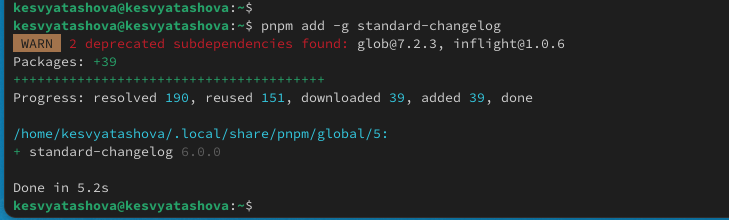 kesvyatashova@kesvyatashova:~$
kesvyatashova@kesvyatashova:~$ pnpm add -g standard-changelog
WARN 2 deprecated subdependencies found: glob@7.2.3, inflight@1.0.6
Packages: +39
+++++++++++++++++++++++++++++++++++++++
Progress: resolved 190, reused 151, downloaded 39, added 39, done
/home/kesvyatashova/.local/share/pnpm/global/5:
+ standard-changelog 6.0.0
Done in 5.2s
kesvyatashova@kesvyatashova:~$